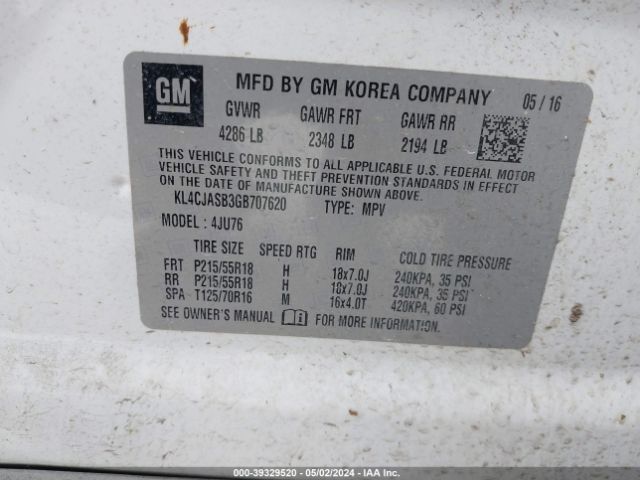 GM
MFD BY GM KOREA COMPANY 05 / 16
GVWR GAWR FRT GAWR RR
4286 LB 2348 LB 2194 LB
THIS VEHICLE CONFORMS TO ALL APPLICABLE U.S. FEDERAL MOTOR
VEHICLE SAFETY AND THEFT PREVENTION STANDARDS IN EFFECT
ON THE DATE OF MANUFACTURE SHOWN ABOVE.
KL4CJASB3GB707620 TYPE: MPV
MODEL : 4JU76
TIRE SIZE SPEED RTG RIM COLD TIRE PRESSURE
FRT P215/55R18 H 18x7.0J 240KPA, 35 PSI
RR P215/55R18 H 18x7.0J 240KPA, 35 PSI
SPA T125/70R16 M 16x4.0T 420KPA, 60 PSI
SEE OWNER'S MANUAL FOR MORE INFORMATION.
000-39329520 - 05/02/2024 - IAA Inc.